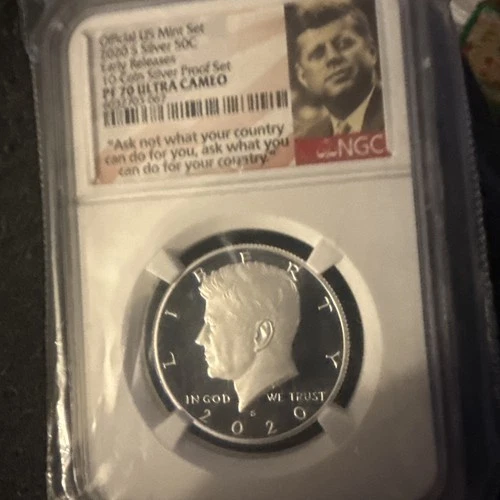 Official US Mint Set
2020 S Silver 50C
Early Releases
10-Coin Silver Proof Set
PF 70 ULTRA CAMEO
"Ask not what your country
can do for you, ask what you
can do for your country."
NGC
LIBERTY
IN GOD WE TRUST
S
2020